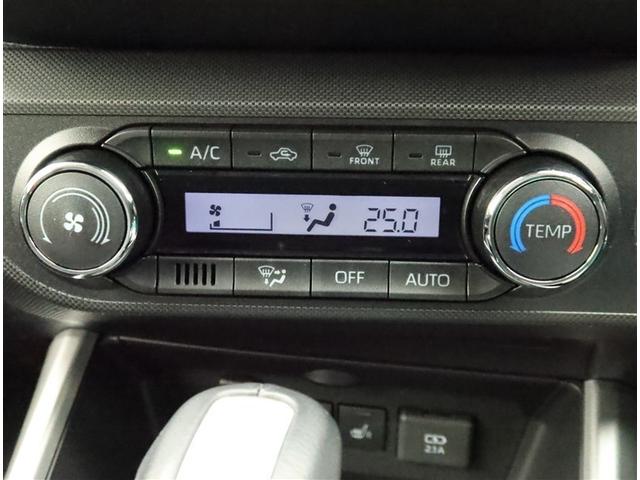 A/C
FRONT
REAR
25.0
TEMP
OFF
AUTO
2.1A